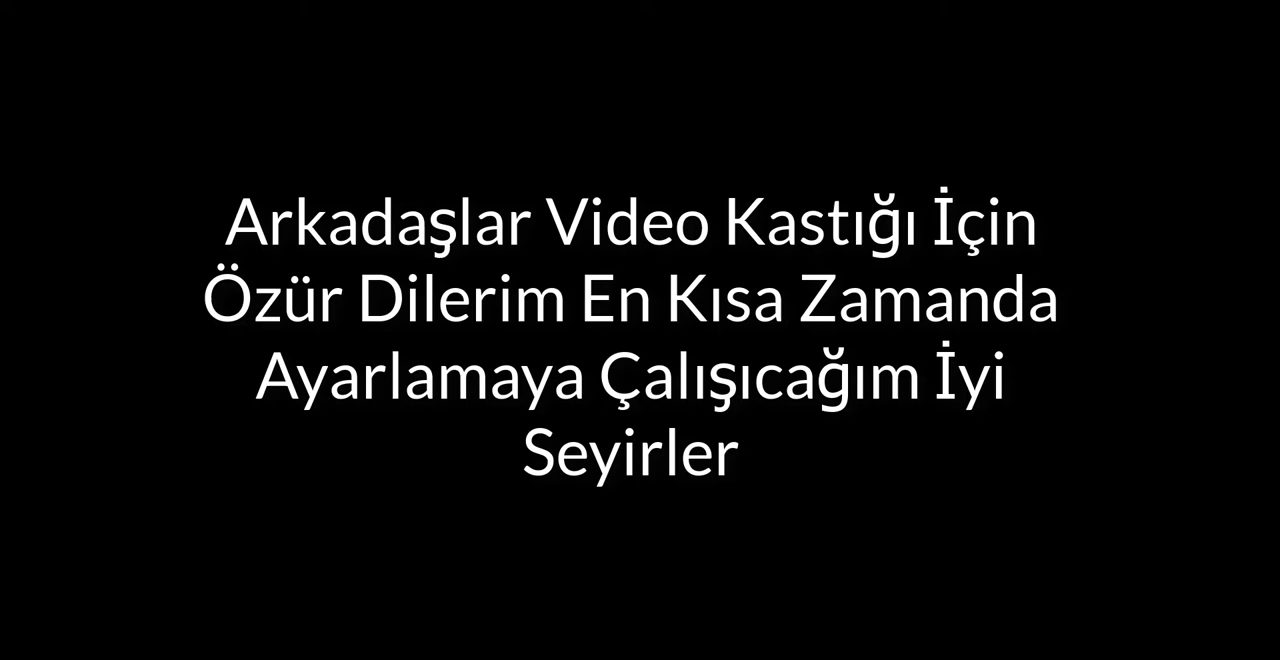 Arkadaşlar Video Kastığı İçin
Özür Dilerim En Kısa Zamanda
Ayarlamaya Çalışıcağım İyi
Seyirler